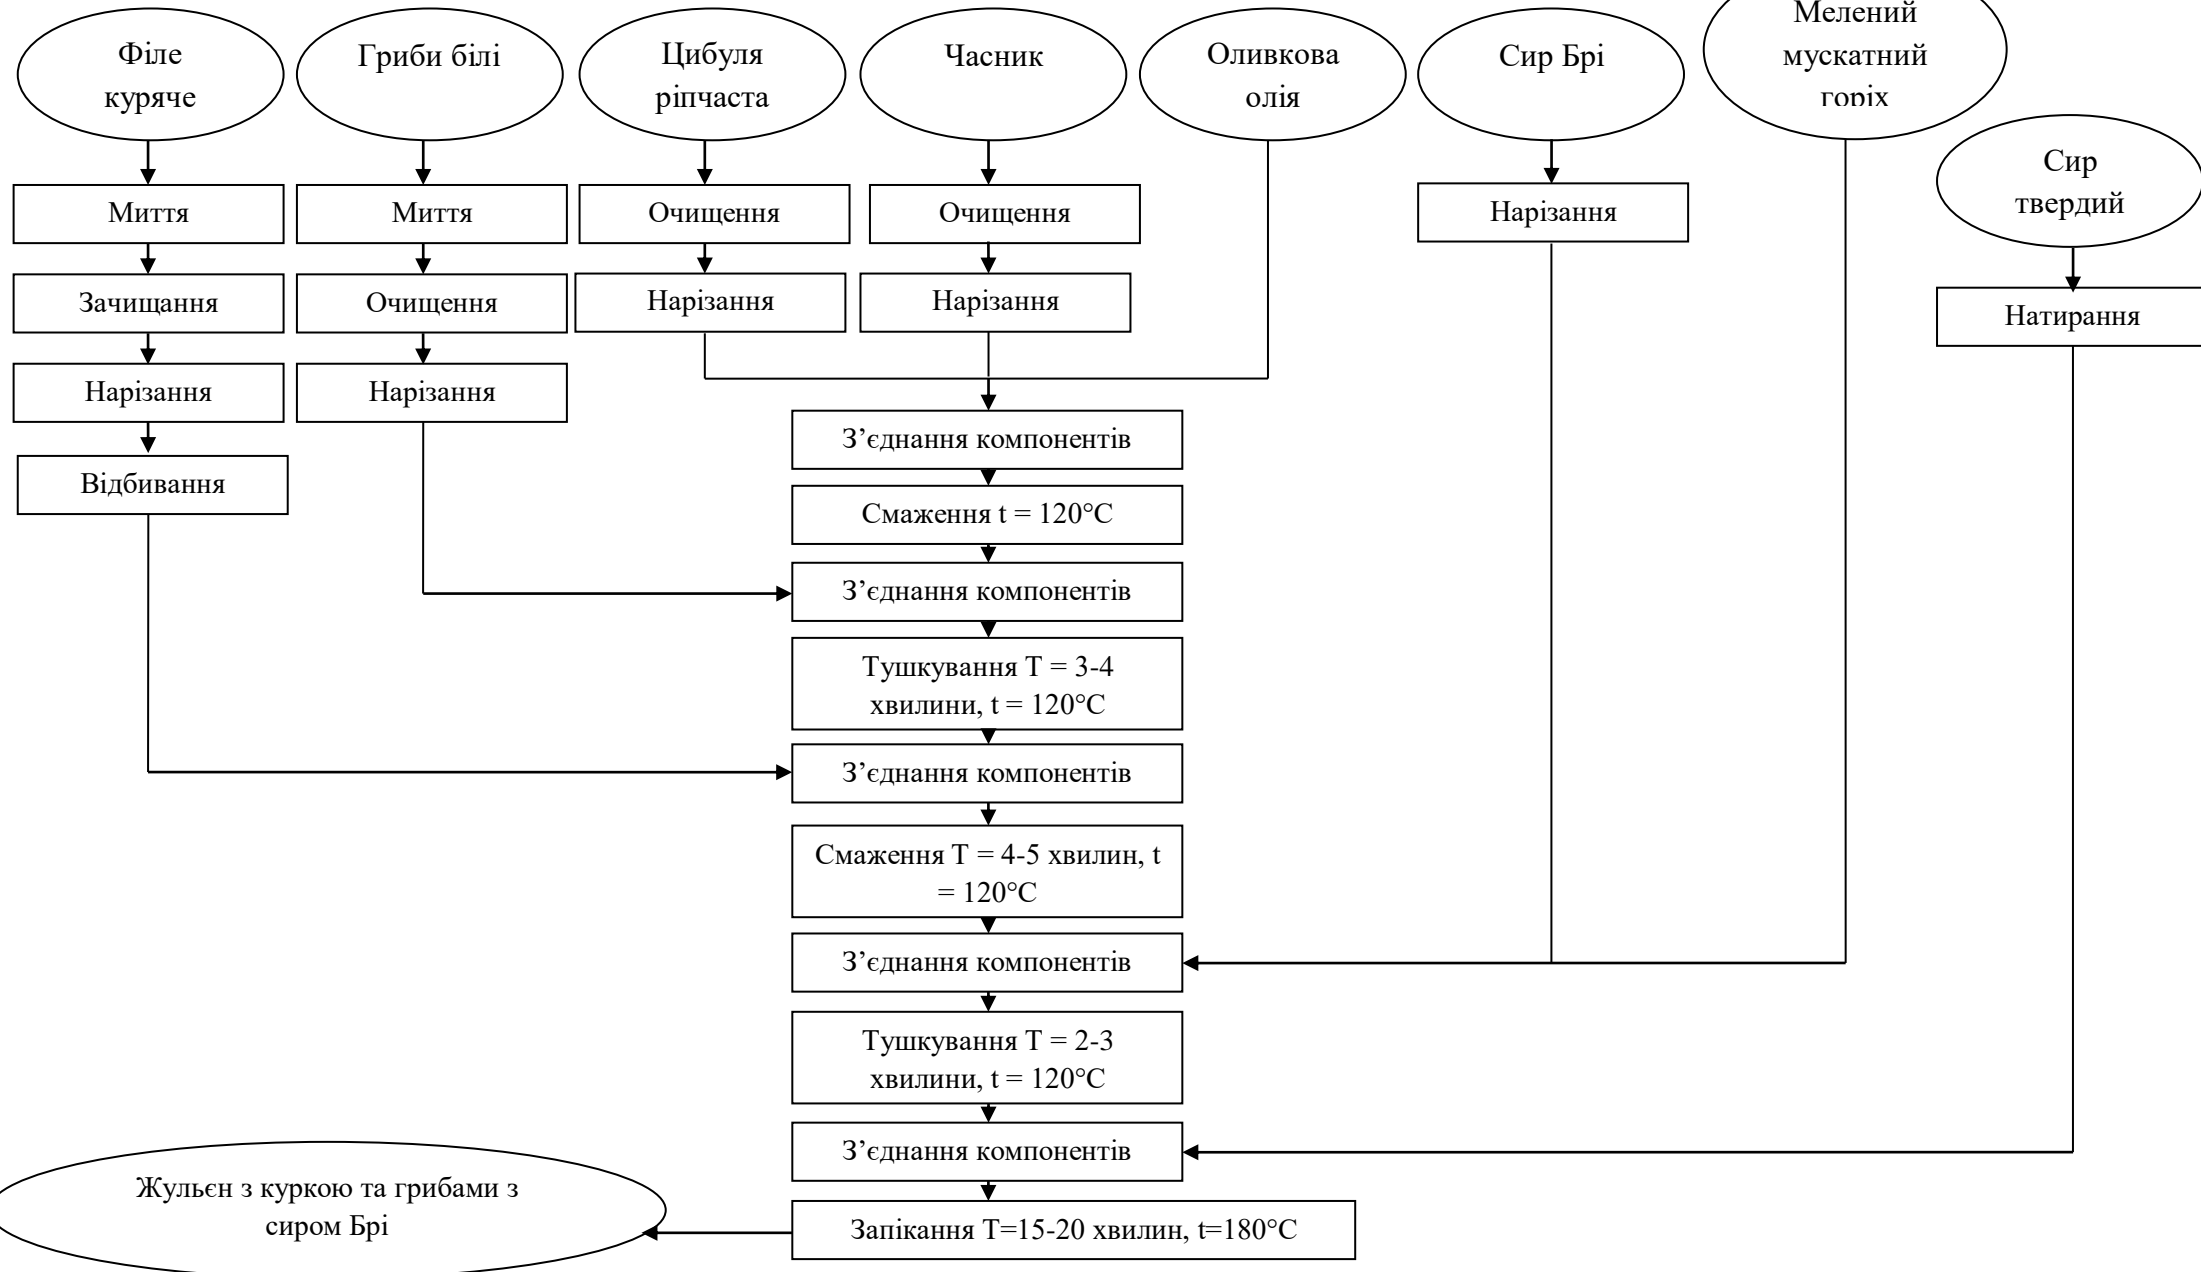 Філе
куряче
Гриби білі
Цибуля
ріпчаста
Часник
Оливкова
олія
Сир Брі
Мелений
мускатний
горіх
Сир
твердий
Миття
Миття
Очищення
Очищення
Нарізання
Зачищання
Очищення
Нарізання
Нарізання
Натирання
Нарізання
Нарізання
Відбивання
З’єднання компонентів
Смаження t = 120°C
З’єднання компонентів
Тушкування T = 3-4
хвилини, t = 120°C
З’єднання компонентів
Смаження T = 4-5 хвилин, t
= 120°C
З’єднання компонентів
Тушкування T = 2-3
хвилини, t = 120°C
З’єднання компонентів
Запікання T=15-20 хвилин, t=180°C
Жульєн з куркою та грибами з
сиром Брі